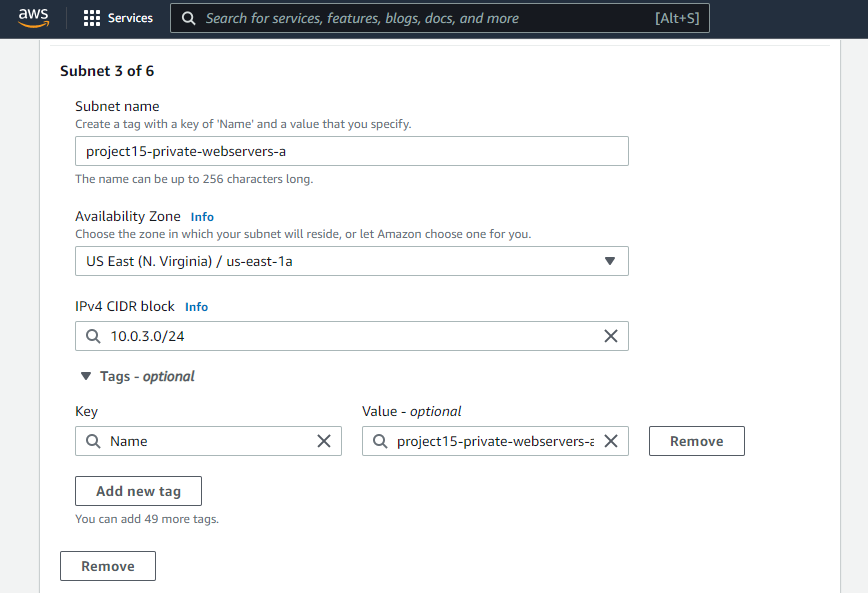 aws Services Search for services, features, blogs, docs, and more [Alt+S]
Subnet 3 of 6
Subnet name
Create a tag with a key of 'Name' and a value that you specify.
project15-private-webservers-a
The name can be up to 256 characters long.
Availability Zone Info
Choose the zone in which your subnet will reside, or let Amazon choose one for you.
US East (N. Virginia) / us-east-1a
IPv4 CIDR block Info
10.0.3.0/24
Tags - optional
Key Value - optional
Name project15-private-webservers-a Remove
Add new tag
You can add 49 more tags.
Remove